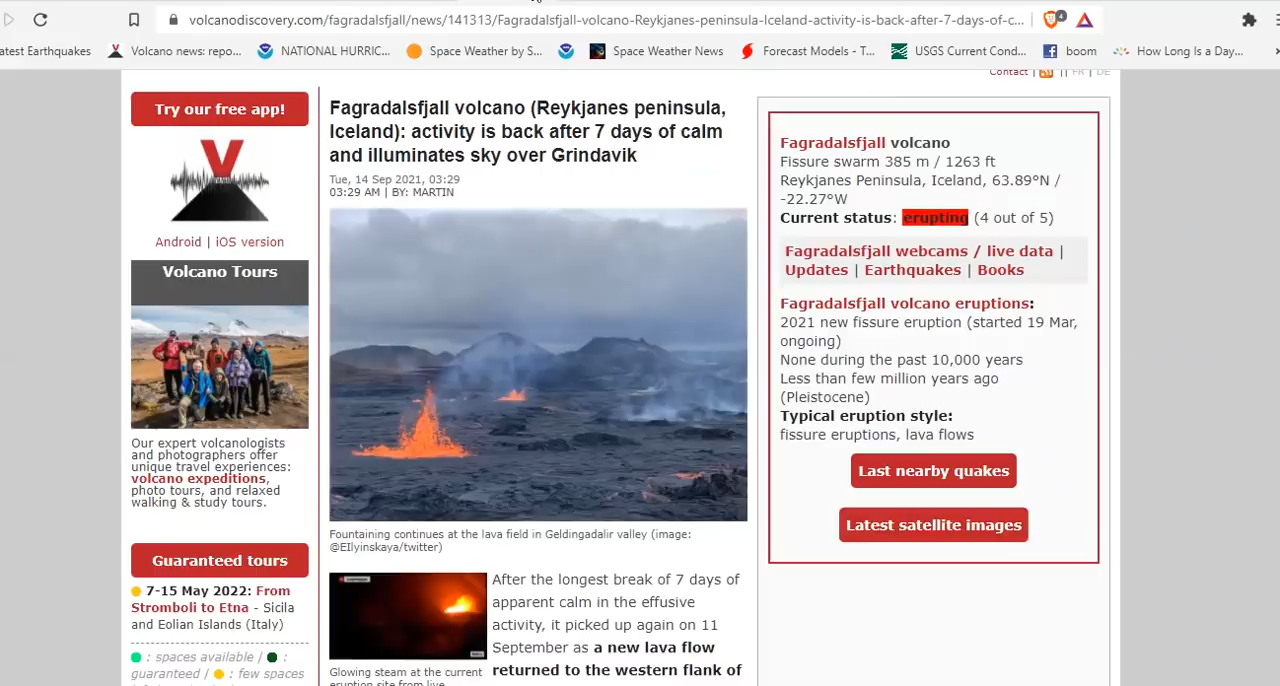 volcanodiscovery.com/fagradalsfjall/news/141313/Fagradalsfjall-volcano-Reykjanes-peninsula-Iceland-activity-is-back-after-7-days-of-c...
4
atest Earthquakes
Volcano news: repo...
NATIONAL HURRIC...
Space Weather by S...
Space Weather News
Forecast Models - T...
USGS Current Cond...
boom
How Long Is a Day...
Contact | || FR | DE
Try our free app!
Android | iOS version
Volcano Tours
Our expert volcanologists
and photographers offer
unique travel experiences:
volcano expeditions,
photo tours, and relaxed
walking & study tours.
Guaranteed tours
7-15 May 2022: From
Stromboli to Etna - Sicila
and Eolian Islands (Italy)
: spaces available / :
guaranteed / : few spaces
Fagradalsfjall volcano (Reykjanes peninsula,
Iceland): activity is back after 7 days of calm
and illuminates sky over Grindavik
Tue, 14 Sep 2021, 03:29
03:29 AM | BY: MARTIN
Fountaining continues at the lava field in Geldingadalir valley (image:
@EIlyinskaya/twitter)
Glowing steam at the current
After the longest break of 7 days of
apparent calm in the effusive
activity, it picked up again on 11
September as a new lava flow
returned to the western flank of
Fagradalsfjall volcano
Fissure swarm 385 m / 1263 ft
Reykjanes Peninsula, Iceland, 63.89°N /
-22.27°W
Current status: erupting (4 out of 5)
Fagradalsfjall webcams / live data |
Updates | Earthquakes | Books
Fagradalsfjall volcano eruptions:
2021 new fissure eruption (started 19 Mar,
ongoing)
None during the past 10,000 years
Less than few million years ago
(Pleistocene)
Typical eruption style:
fissure eruptions, lava flows
Last nearby quakes
Latest satellite images